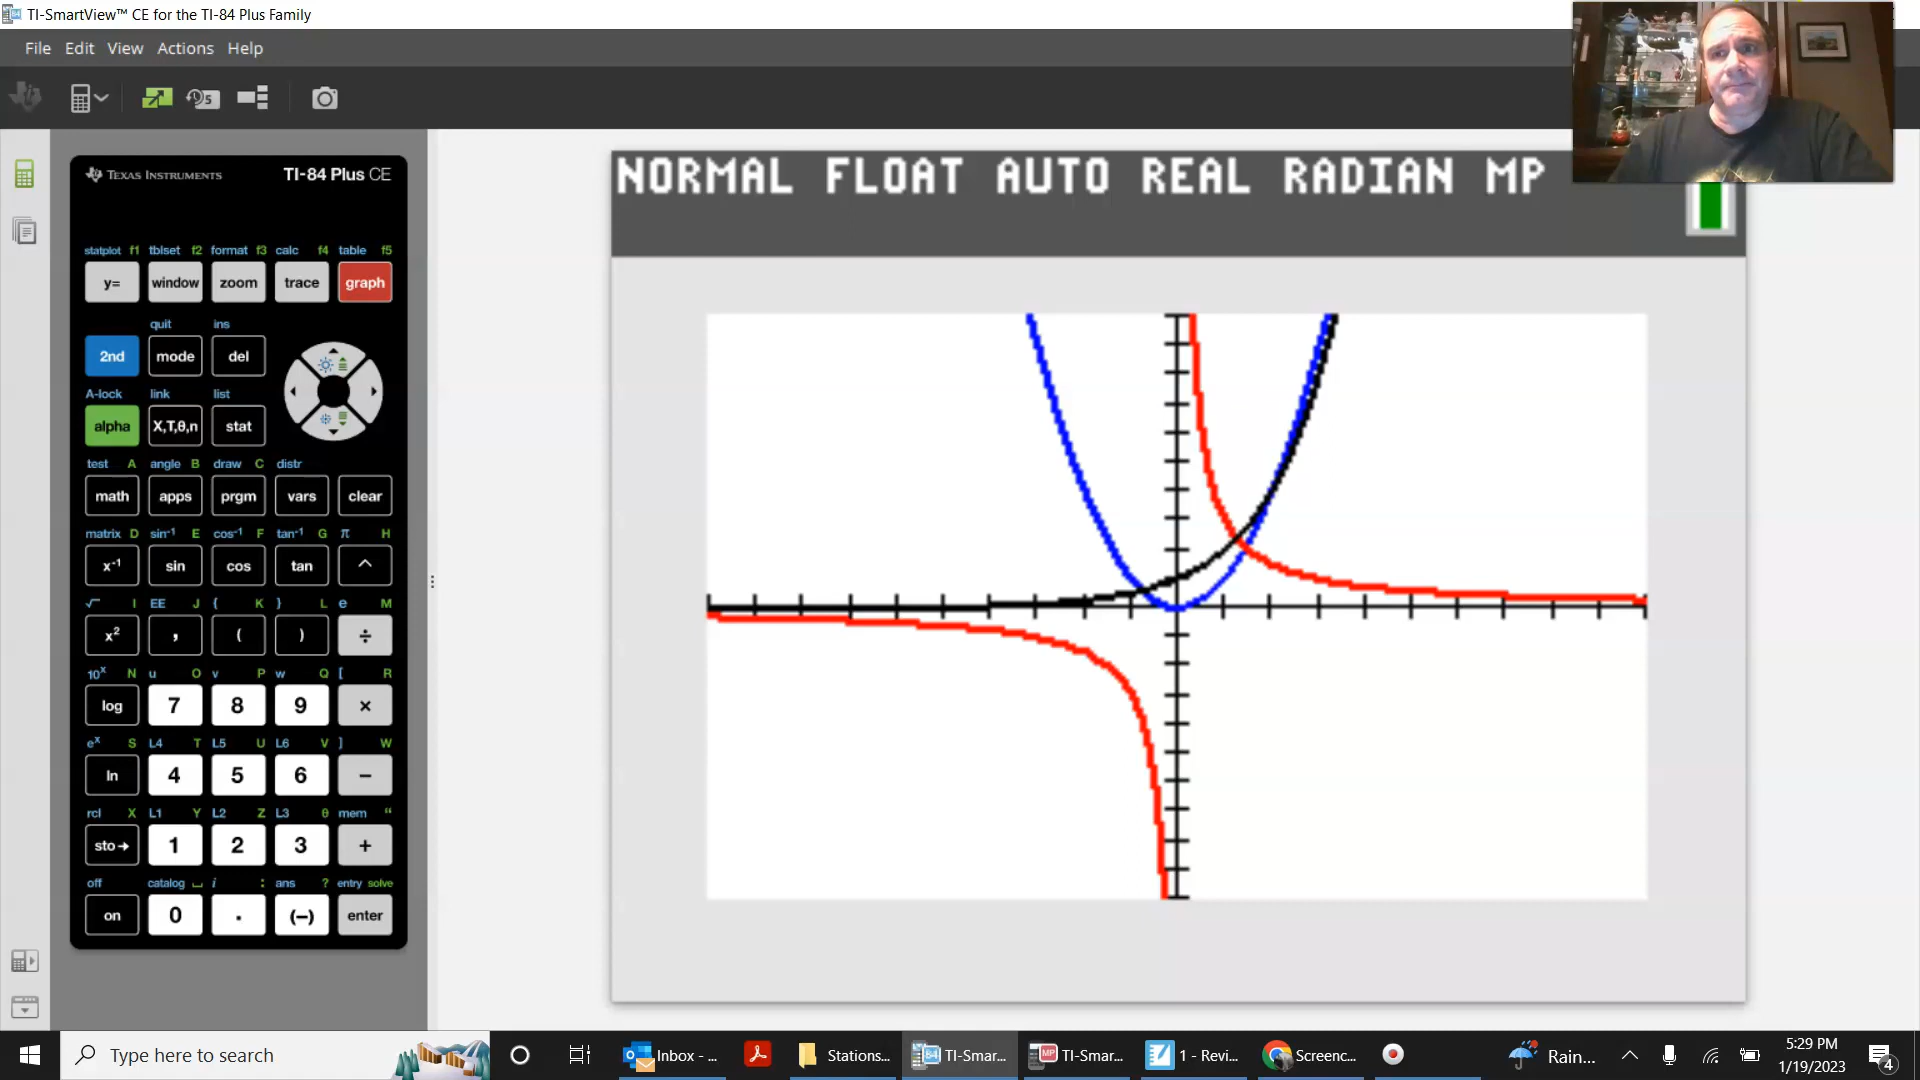 TI-SmartView™ CE for the TI-84 Plus Family
File Edit View Actions Help
NORMAL FLOAT AUTO REAL RADIAN MP
TEXAS INSTRUMENTS TI-84 Plus CE
statplot f1 tblset f2 format f3 calc f4 table f5
y= window zoom trace graph
quit ins
2nd mode del
A-lock link list
alpha X,T,θ,n stat
test A angle B draw C distr
math apps prgm vars clear
matrix D sin⁻¹ E cos⁻¹ F tan⁻¹ G π H
x⁻¹ sin cos tan ^
√ I EE J { K } L e M
x² , ( ) ÷
10ˣ N u O v P w Q [ R
log 7 8 9 ×
eˣ S L4 T L5 U L6 V ] W
ln 4 5 6 −
rcl X L1 Y L2 Z L3 θ mem "
sto→ 1 2 3 +
off catalog ⎵ i : ans ? entry solve
on 0 . (−) enter
Type here to search
Inbox - ...
Stations...
84 TI-Smar...
MP TI-Smar...
1 - Revi...
Screenc...
Rain...
5:29 PM
1/19/2023
4